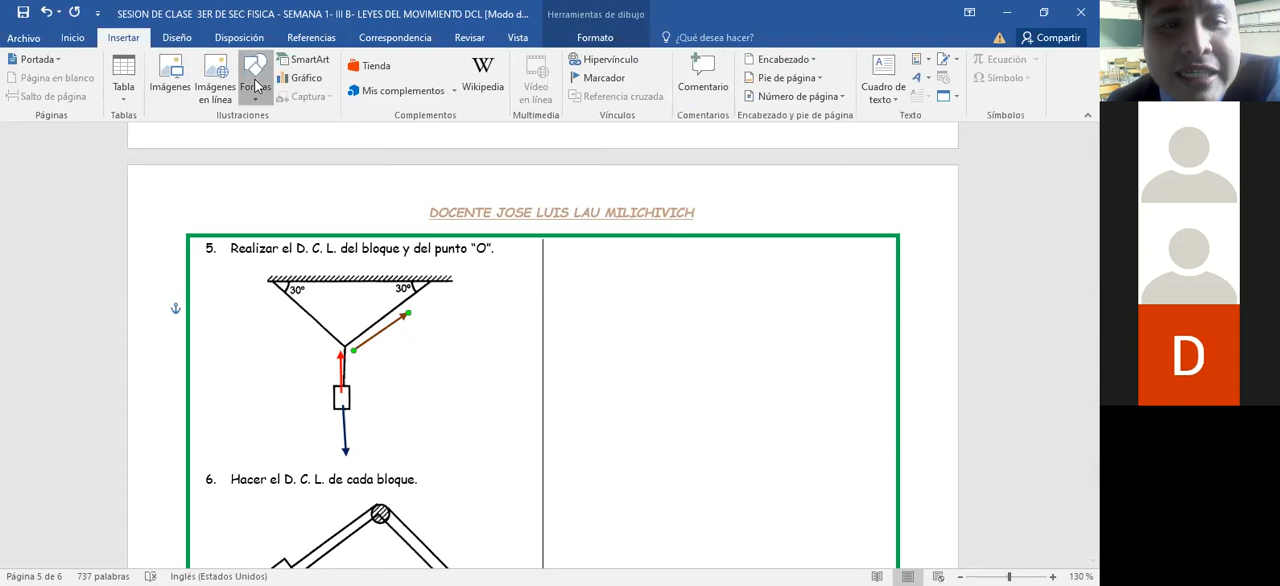 SESION DE CLASE 3ER DE SEC FISICA - SEMANA 1- III B- LEYES DEL MOVIMIENTO DCL [Modo d...
Herramientas de dibujo
Archivo
Inicio
Insertar
Diseño
Disposición
Referencias
Correspondencia
Revisar
Vista
Formato
¿Qué desea hacer?
Compartir
Portada
Página en blanco
Salto de página
Páginas
Tabla
Tablas
Imágenes
Imágenes
en línea
Formas
SmartArt
Gráfico
Captura
Ilustraciones
Tienda
Mis complementos
Wikipedia
Complementos
Vídeo
en línea
Multimedia
Hipervínculo
Marcador
Referencia cruzada
Vínculos
Comentario
Comentarios
Encabezado
Pie de página
Número de página
Encabezado y pie de página
Cuadro de
texto
Texto
Ecuación
Símbolo
Símbolos
DOCENTE JOSE LUIS LAU MILICHIVICH
5. Realizar el D. C. L. del bloque y del punto “O”.
30º 30º
6. Hacer el D. C. L. de cada bloque.
D
Página 5 de 6 737 palabras Inglés (Estados Unidos) 130 %